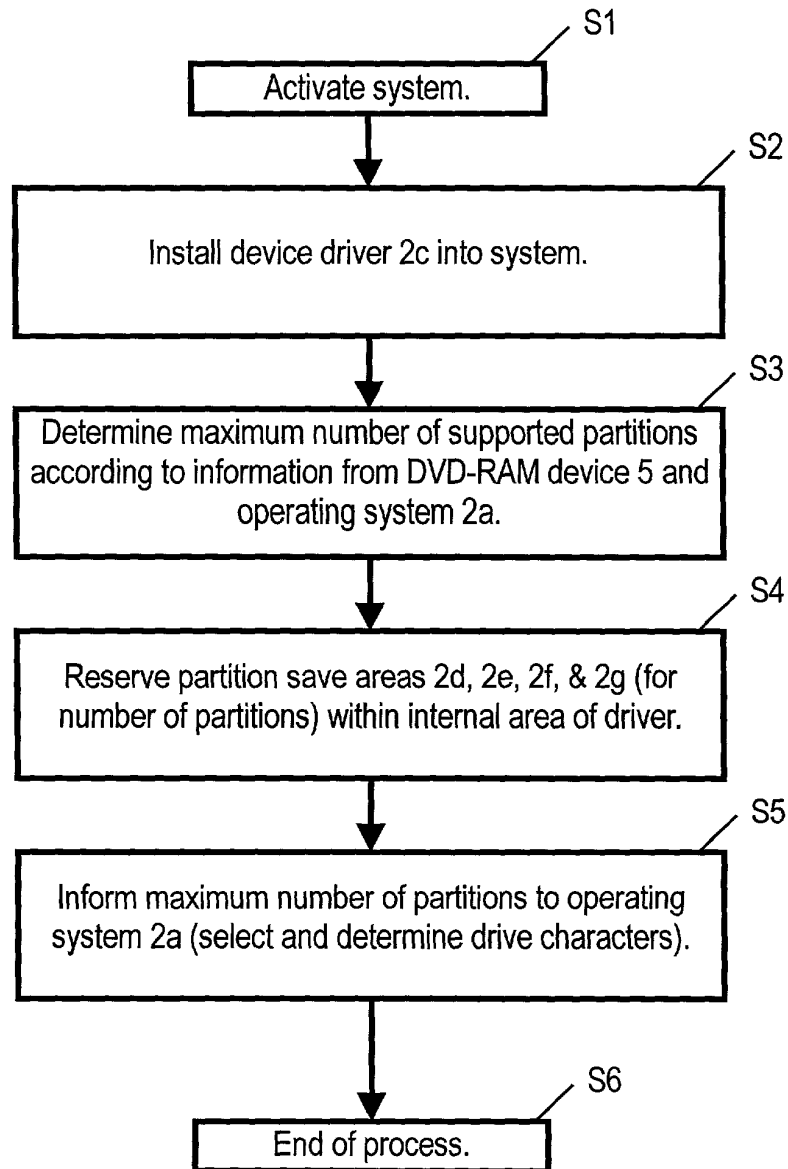 S1
Activate system.
S2
Install device driver 2c into system.
S3
Determine maximum number of supported partitions
according to information from DVD-RAM device 5 and
operating system 2a.
S4
Reserve partition save areas 2d, 2e, 2f, & 2g (for
number of partitions) within internal area of driver.
S5
Inform maximum number of partitions to operating
system 2a (select and determine drive characters).
S6
End of process.